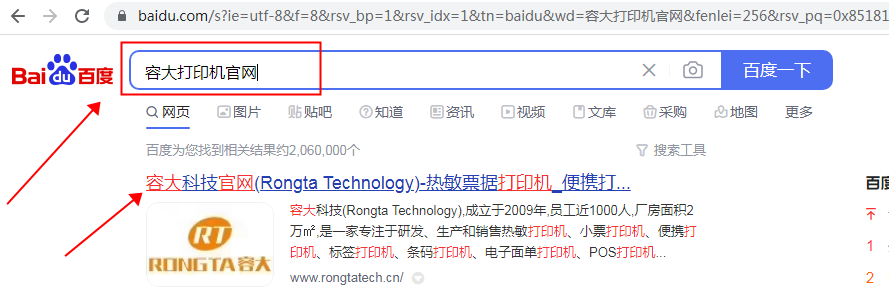 baidu.com/s?ie=utf-8&f=8&rsv_bp=1&rsv_idx=1&tn=baidu&wd=容大打印机官网&fenlei=256&rsv_pq=0x85181
Bai du 百度
容大打印机官网
百度一下
网页 图片 贴吧 知道 资讯 视频 文库 采购 地图 更多
百度为您找到相关结果约2,060,000个
搜索工具
容大科技官网(Rongta Technology)-热敏票据打印机_便携打...
百度
容大科技(Rongta Technology),成立于2009年,员工近1000人,厂房面积2
万㎡,是一家专注于研发、生产和销售热敏打印机、小票打印机、便携打
印机、标签打印机、条码打印机、电子面单打印机、POS打印机...
RT
RONGTA容大
www.rongtatech.cn/
1
2